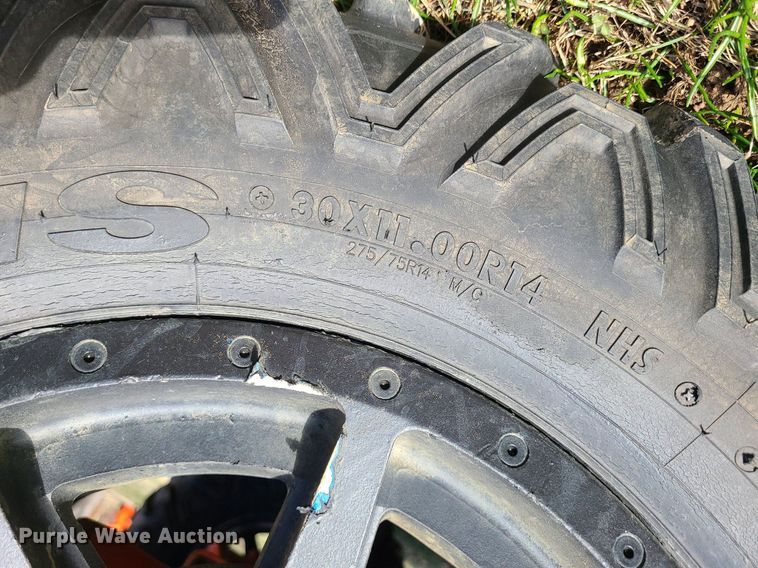 30X11.00R14
275/75R14 M/C
NHS
Purple Wave Auction.